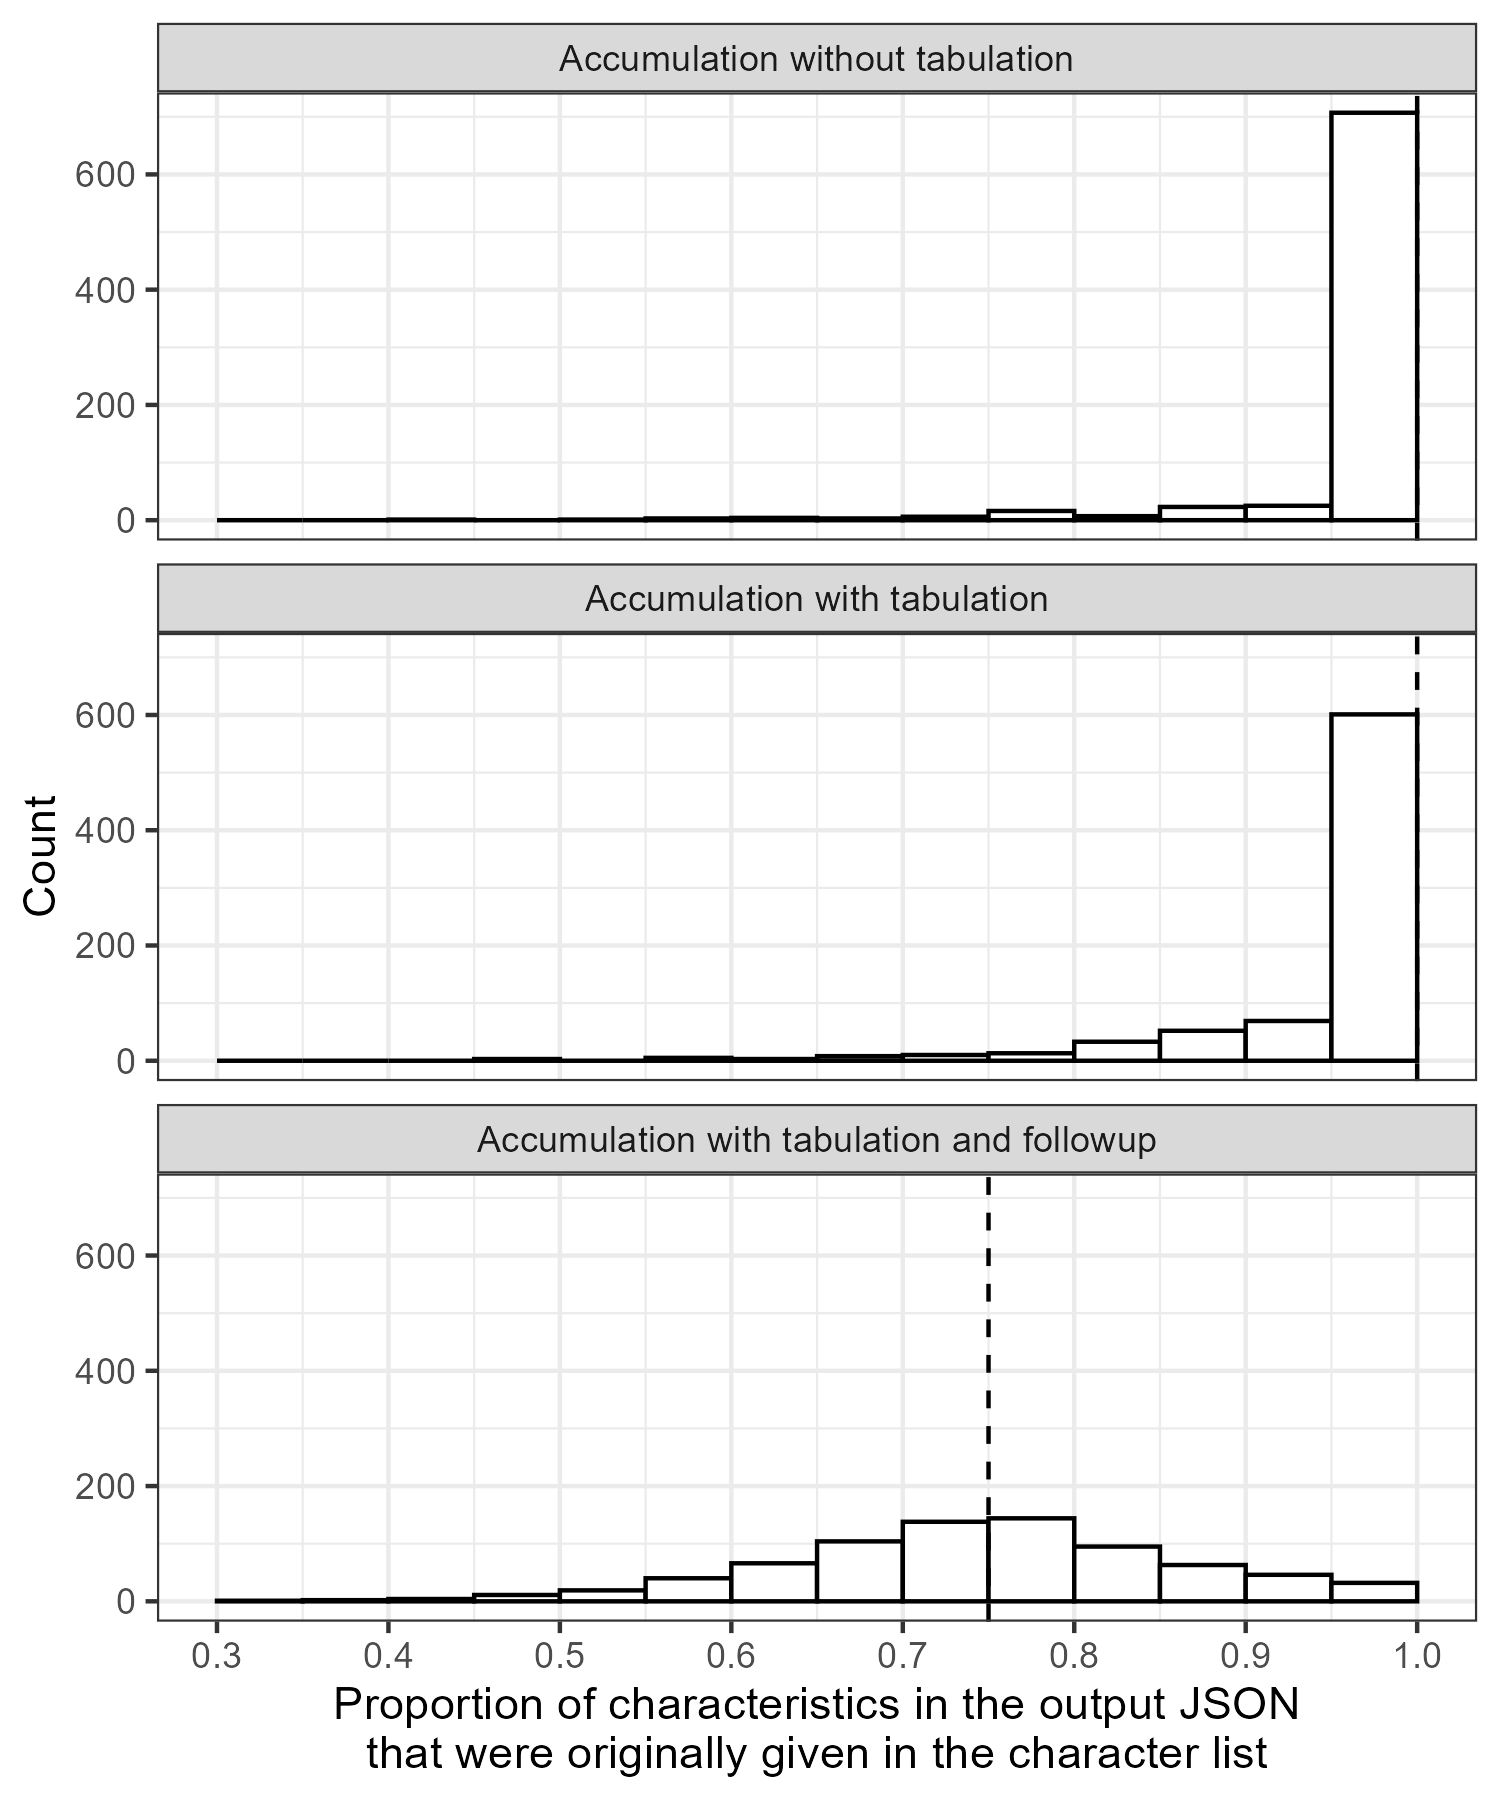 Accumulation without tabulation
600
400
200
0
Accumulation with tabulation
600
400
200
0
Count
Accumulation with tabulation and followup
600
400
200
0
0.3 0.4 0.5 0.6 0.7 0.8 0.9 1.0
Proportion of characteristics in the output JSON
that were originally given in the character list